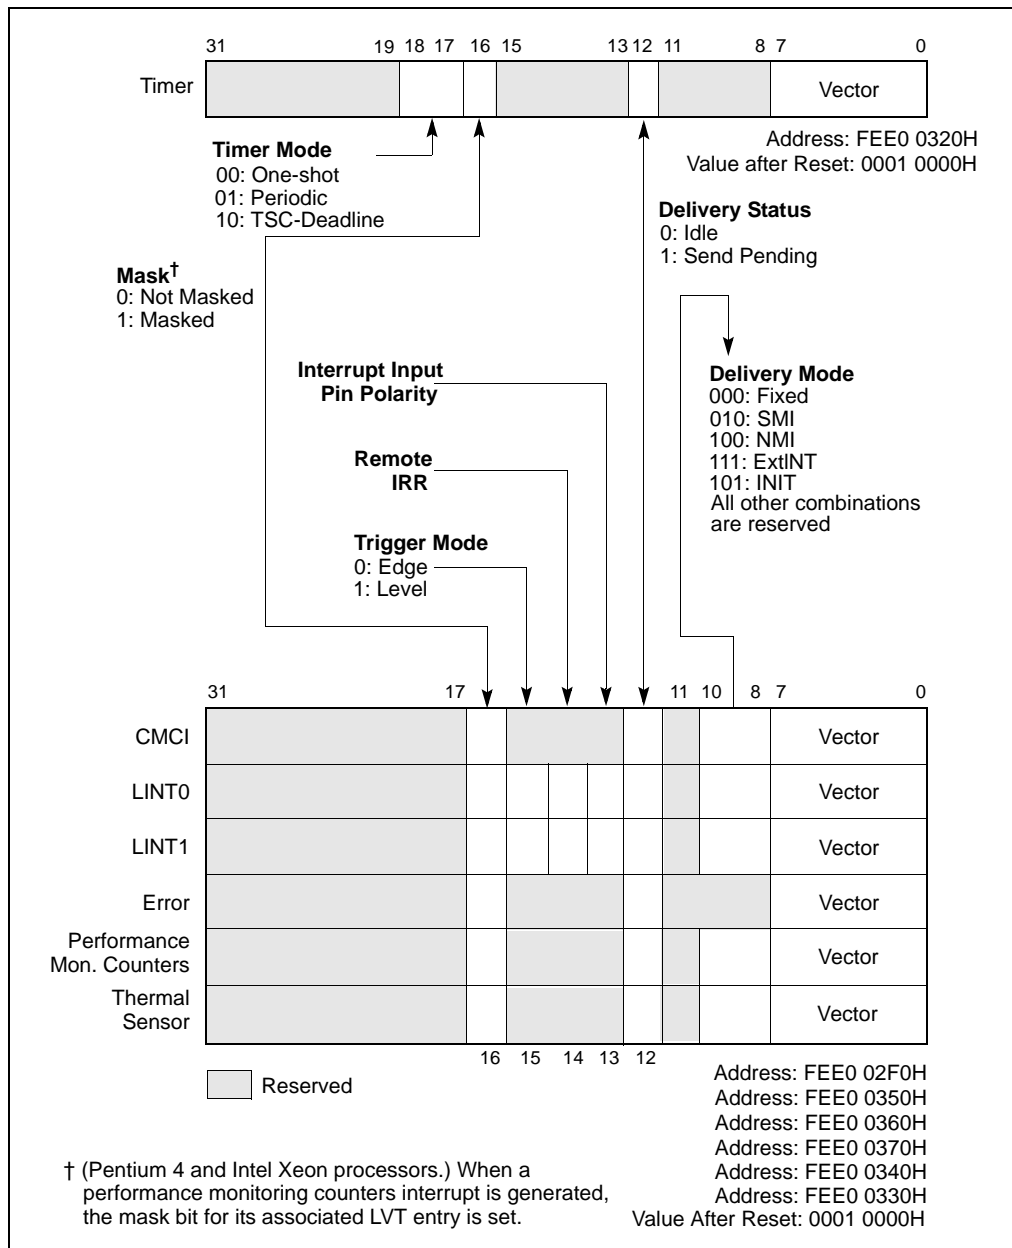 31 19 18 17 16 15 13 12 11 8 7 0
Timer Vector
Address: FEE0 0320H
Value after Reset: 0001 0000H
Timer Mode
00: One-shot
01: Periodic
10: TSC-Deadline
Delivery Status
0: Idle
1: Send Pending
Mask†
0: Not Masked
1: Masked
Interrupt Input
Pin Polarity
Delivery Mode
000: Fixed
010: SMI
100: NMI
111: ExtlNT
101: INIT
All other combinations
are reserved
Remote
IRR
Trigger Mode
0: Edge
1: Level
31 17 11 10 8 7 0
CMCI Vector
LINT0 Vector
LINT1 Vector
Error Vector
Performance
Mon. Counters Vector
Thermal
Sensor Vector
16 15 14 13 12
Reserved
Address: FEE0 02F0H
Address: FEE0 0350H
Address: FEE0 0360H
Address: FEE0 0370H
Address: FEE0 0340H
Address: FEE0 0330H
Value After Reset: 0001 0000H
† (Pentium 4 and Intel Xeon processors.) When a
performance monitoring counters interrupt is generated,
the mask bit for its associated LVT entry is set.